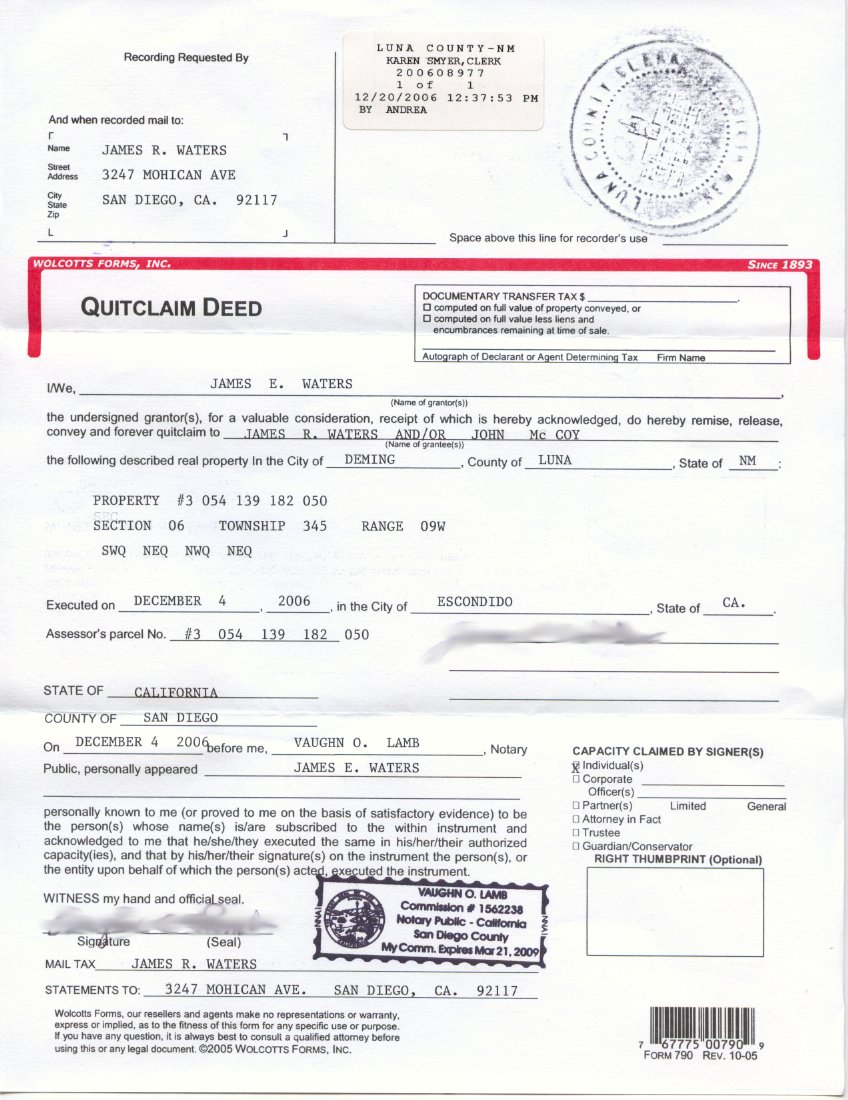 Recording Requested By
LUNA COUNTY-NM
KAREN SMYER, CLERK
200608977
1 of 1
12/20/2006 12:37:53 PM
BY ANDREA
LUNA COUNTY CLERK
And when recorded mail to:
Name JAMES R. WATERS
Street Address 3247 MOHICAN AVE
City State Zip SAN DIEGO, CA. 92117
Space above this line for recorder's use
WOLCOTTS FORMS, INC. SINCE 1893
QUITCLAIM DEED
DOCUMENTARY TRANSFER TAX $
☐ computed on full value of property conveyed, or
☐ computed on full value less liens and
encumbrances remaining at time of sale.
Autograph of Declarant or Agent Determining Tax Firm Name
I/We, JAMES E. WATERS
(Name of grantor(s))
the undersigned grantor(s), for a valuable consideration, receipt of which is hereby acknowledged, do hereby remise, release,
convey and forever quitclaim to JAMES R. WATERS AND/OR JOHN Mc COY
(Name of grantee(s))
the following described real property In the City of DEMING, County of LUNA, State of NM:
PROPERTY #3 054 139 182 050
SECTION 06 TOWNSHIP 345 RANGE 09W
SWQ NEQ NWQ NEQ
Executed on DECEMBER 4, 2006, in the City of ESCONDIDO, State of CA.
Assessor's parcel No. #3 054 139 182 050
STATE OF CALIFORNIA
COUNTY OF SAN DIEGO
On DECEMBER 4 2006 before me, VAUGHN O. LAMB, Notary
Public, personally appeared JAMES E. WATERS
personally known to me (or proved to me on the basis of satisfactory evidence) to be
the person(s) whose name(s) is/are subscribed to the within instrument and
acknowledged to me that he/she/they executed the same in his/her/their authorized
capacity(ies), and that by his/her/their signature(s) on the instrument the person(s), or
the entity upon behalf of which the person(s) acted, executed the instrument.
CAPACITY CLAIMED BY SIGNER(S)
☒ Individual(s)
☐ Corporate
Officer(s)
☐ Partner(s) Limited General
☐ Attorney in Fact
☐ Trustee
☐ Guardian/Conservator
RIGHT THUMBPRINT (Optional)
WITNESS my hand and official seal.
Signature (Seal)
VAUGHN O. LAMB
Commission # 1562238
Notary Public - California
San Diego County
My Comm. Expires Mar 21, 2009
MAIL TAX JAMES R. WATERS
STATEMENTS TO: 3247 MOHICAN AVE. SAN DIEGO, CA. 92117
Wolcotts Forms, our resellers and agents make no representations or warranty,
express or implied, as to the fitness of this form for any specific use or purpose.
If you have any question, it is always best to consult a qualified attorney before
using this or any legal document. ©2005 WOLCOTTS FORMS, INC.
7 67775 00790 9
FORM 790 REV. 10-05